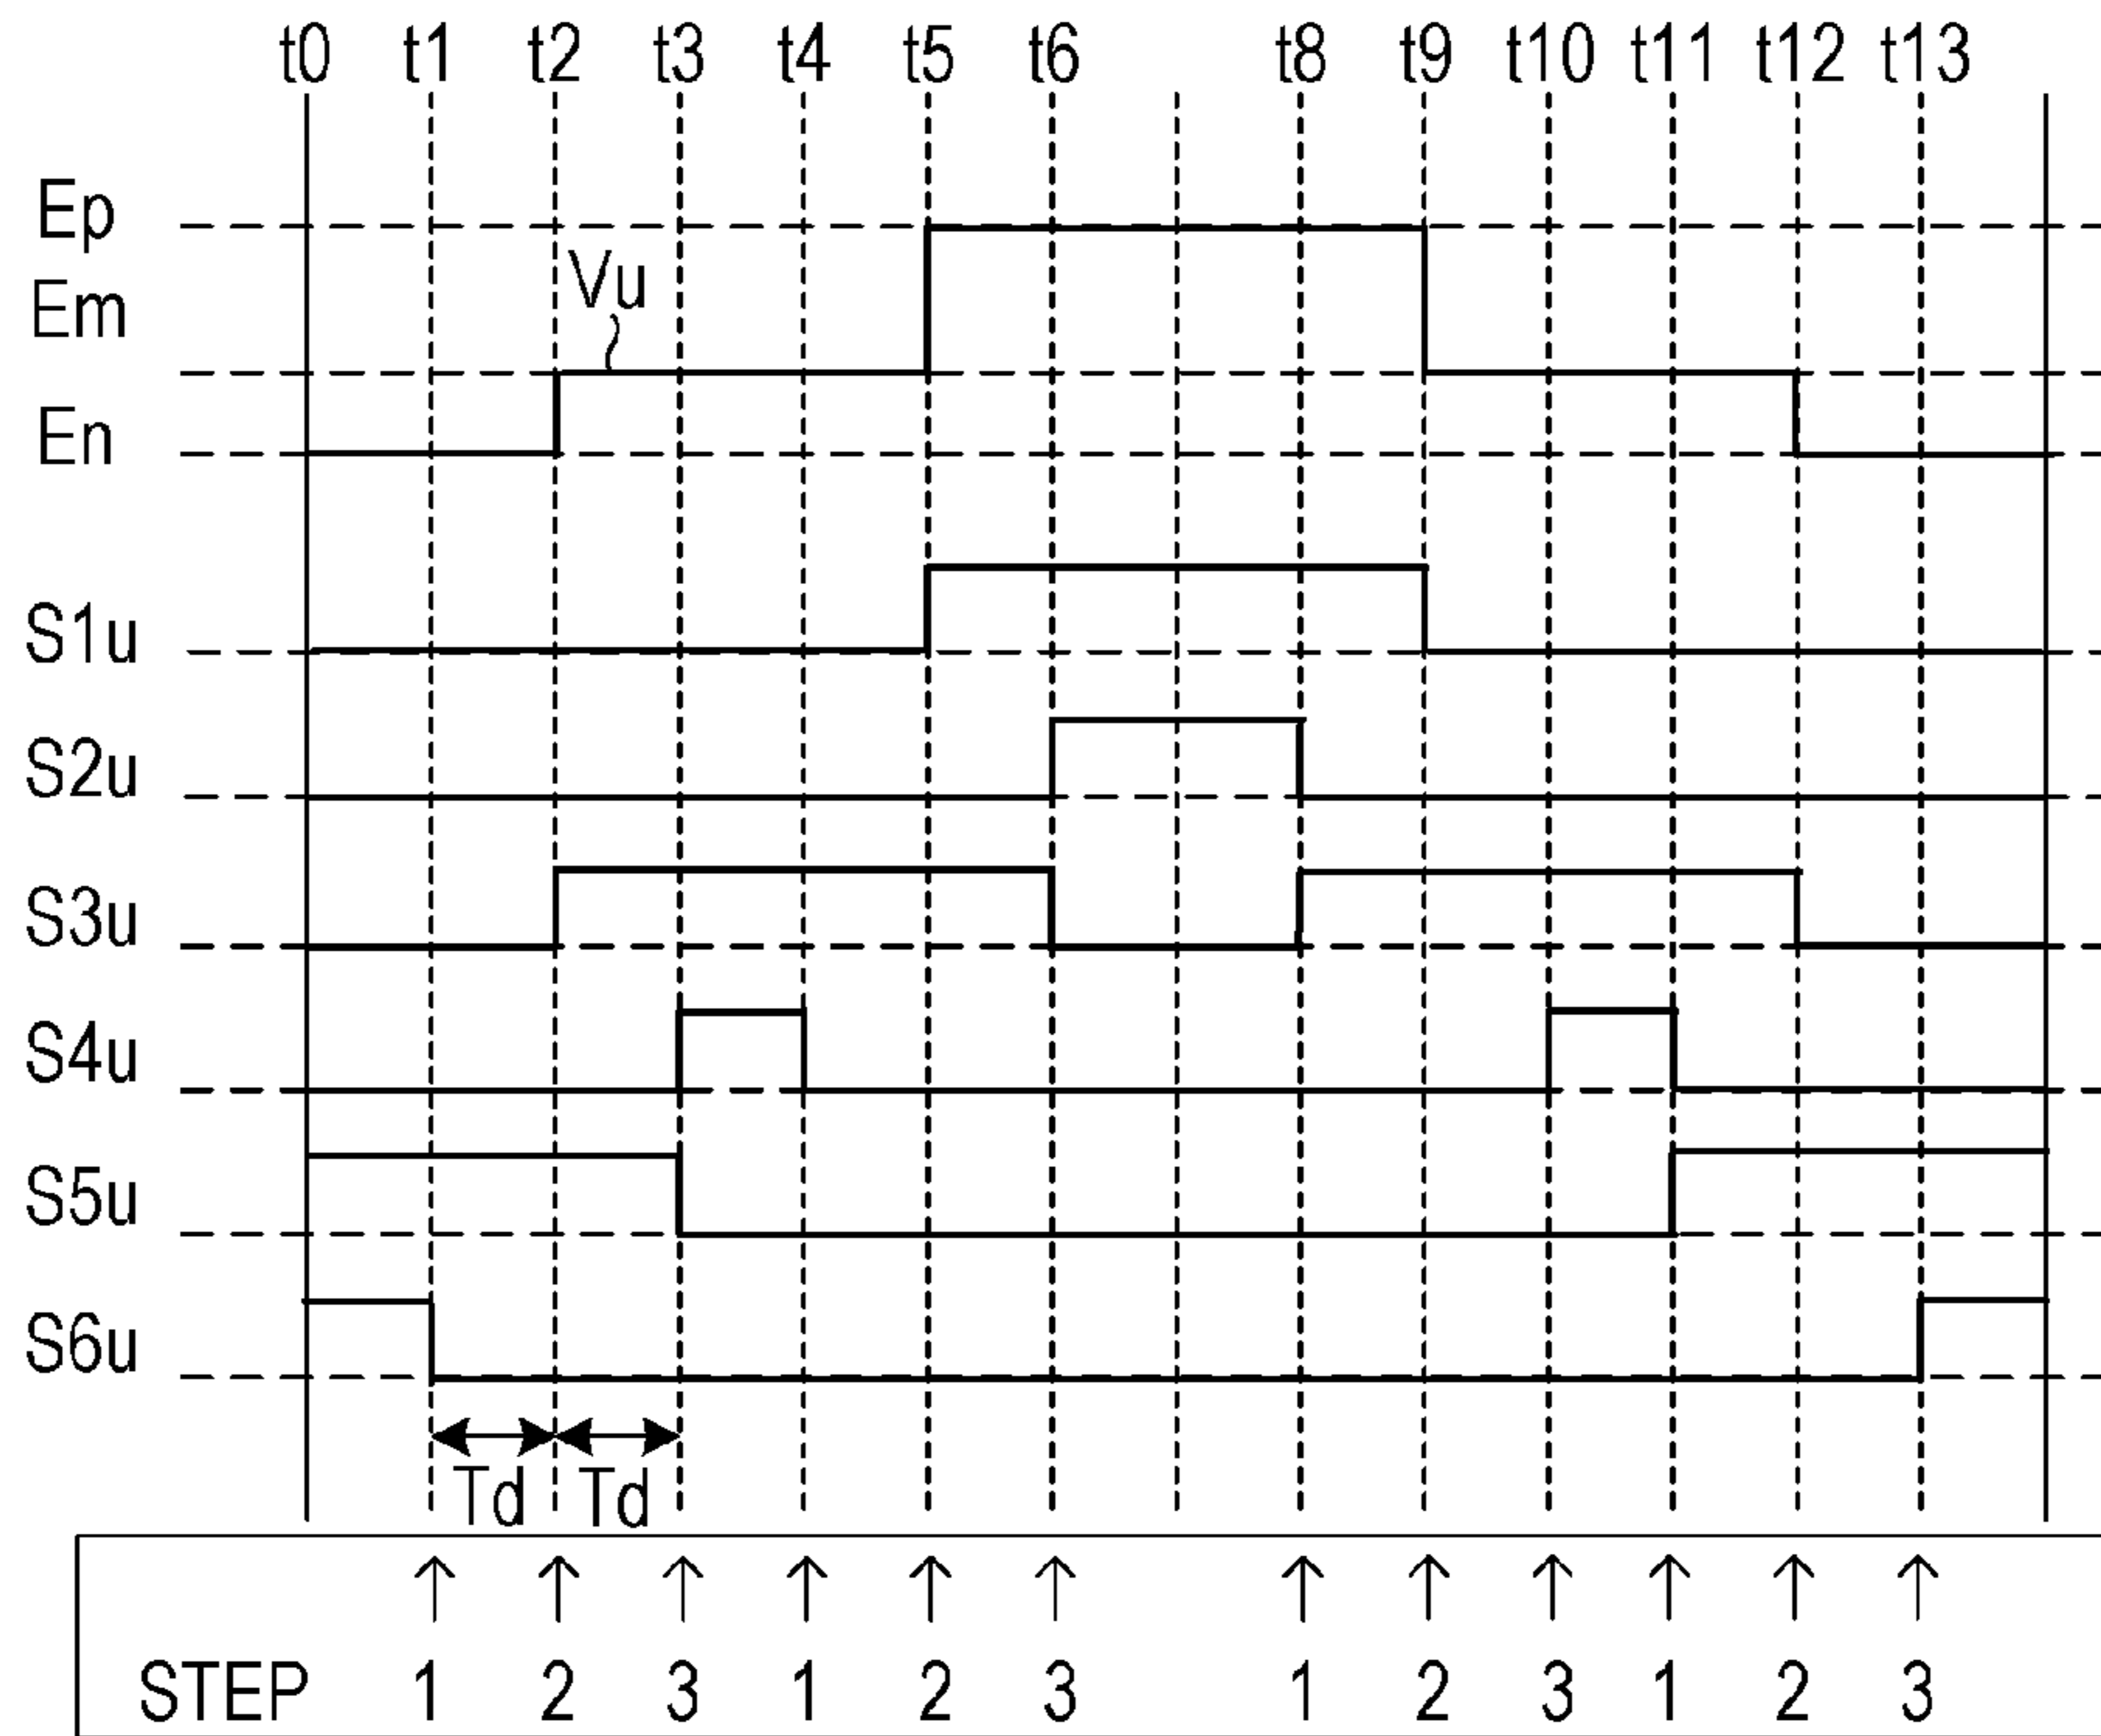 t0 t1 t2 t3 t4 t5 t6 t8 t9 t10 t11 t12 t13
Ep
Vu
Em
En
S1u
S2u
S3u
S4u
S5u
S6u
Td Td
STEP 1 2 3 1 2 3 1 2 3 1 2 3